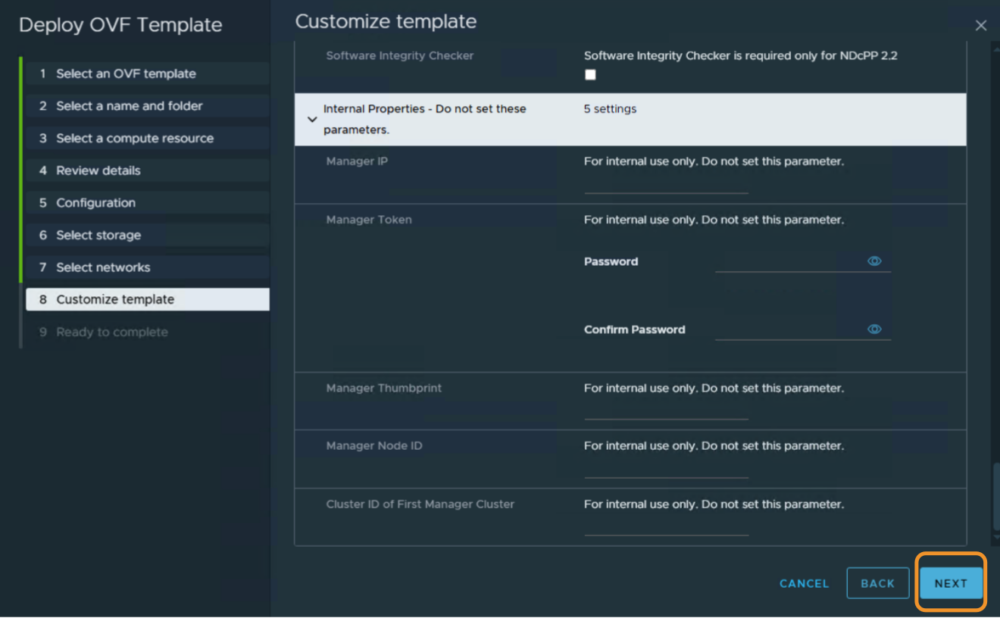 Deploy OVF Template
1 Select an OVF template
2 Select a name and folder
3 Select a compute resource
4 Review details
5 Configuration
6 Select storage
7 Select networks
8 Customize template
9 Ready to complete
Customize template
Software Integrity Checker
Software Integrity Checker is required only for NDcPP 2.2
Internal Properties - Do not set these
parameters.
5 settings
Manager IP
For internal use only. Do not set this parameter.
Manager Token
For internal use only. Do not set this parameter.
Password
Confirm Password
Manager Thumbprint
For internal use only. Do not set this parameter.
Manager Node ID
For internal use only. Do not set this parameter.
Cluster ID of First Manager Cluster
For internal use only. Do not set this parameter.
CANCEL
BACK
NEXT